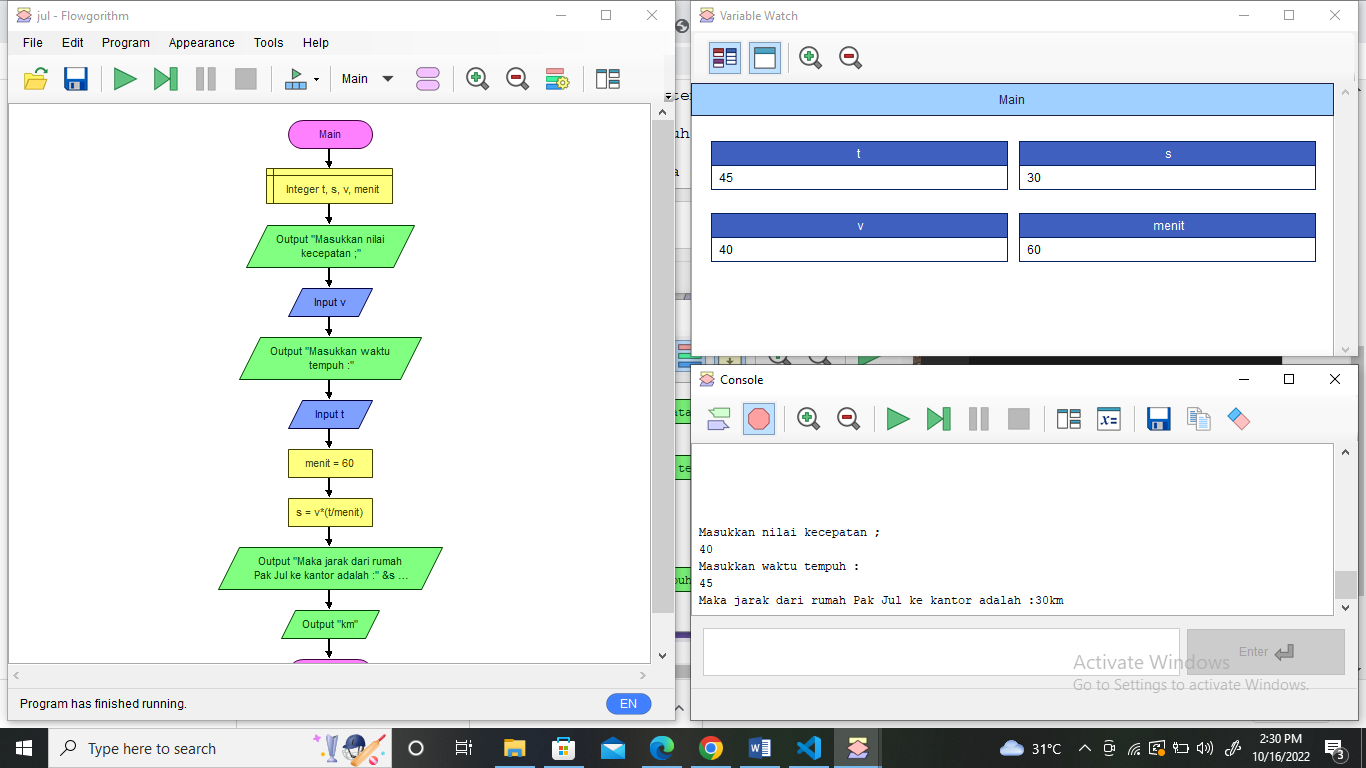 jul - Flowgorithm
File Edit Program Appearance Tools Help
Main
Main
Integer t, s, v, menit
Output "Masukkan nilai
kecepatan ;"
Input v
Output "Masukkan waktu
tempuh :"
Input t
menit = 60
s = v*(t/menit)
Output "Maka jarak dari rumah
Pak Jul ke kantor adalah :" &s ...
Output "km"
Program has finished running.
EN
Variable Watch
Main
t
45
s
30
v
40
menit
60
Console
x=
Masukkan nilai kecepatan ;
40
Masukkan waktu tempuh :
45
Maka jarak dari rumah Pak Jul ke kantor adalah :30km
Enter
Activate Windows
Go to Settings to activate Windows.
Type here to search
31°C
2:30 PM
10/16/2022
3